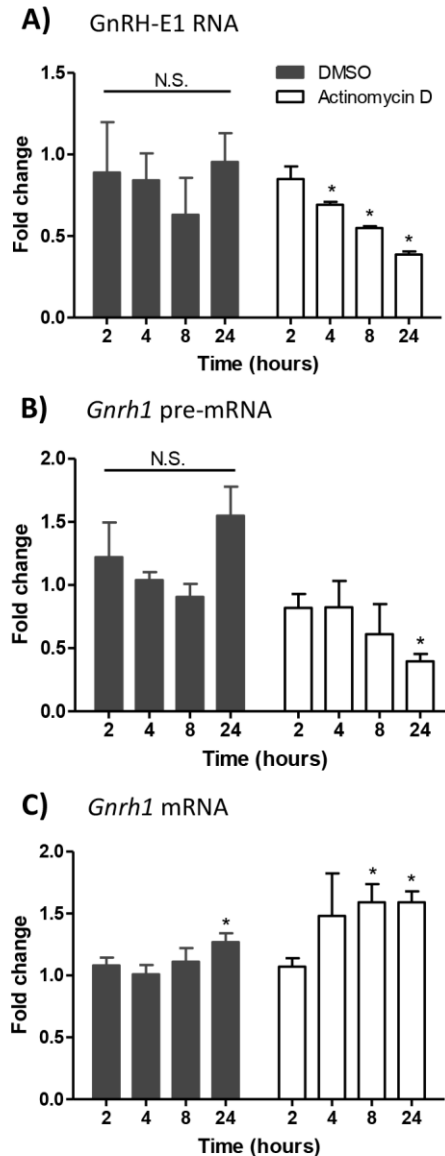 A) GnRH-E1 RNA
Fold change
1.5
1.0
0.5
0.0
N.S.
DMSO
Actinomycin D
* * *
2 4 8 24 2 4 8 24
Time (hours)
B) Gnrh1 pre-mRNA
Fold change
2.0
1.5
1.0
0.5
0.0
N.S.
*
2 4 8 24 2 4 8 24
Time (hours)
C) Gnrh1 mRNA
Fold change
2.0
1.5
1.0
0.5
0.0
* * *
2 4 8 24 2 4 8 24
Time (hours)